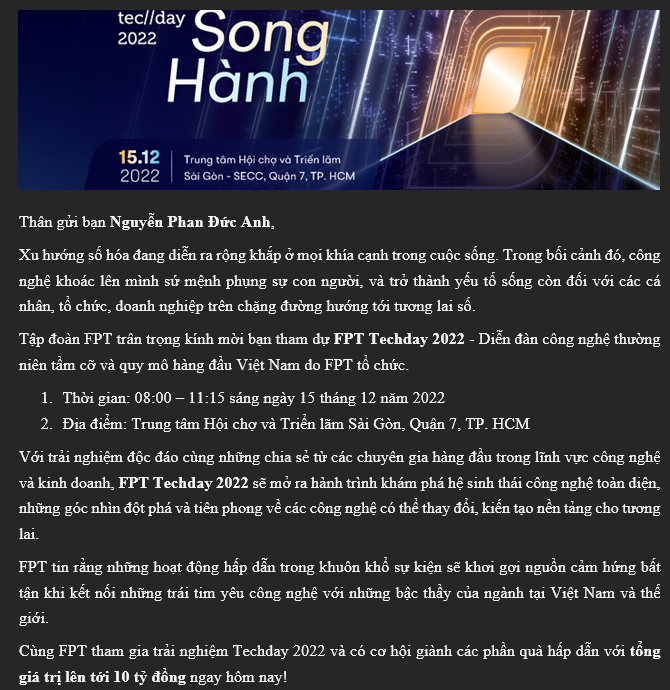 tec//day
2022
Song
Hành
15.12
2022
Trung tâm Hội chợ và Triển lãm
Sài Gòn - SECC, Quận 7, TP. HCM
Thân gửi bạn Nguyễn Phan Đức Anh,
Xu hướng số hóa đang diễn ra rộng khắp ở mọi khía cạnh trong cuộc sống. Trong bối cảnh đó, công
nghệ khoác lên mình sứ mệnh phụng sự con người, và trở thành yếu tố sống còn đối với các cá
nhân, tổ chức, doanh nghiệp trên chặng đường hướng tới tương lai số.
Tập đoàn FPT trân trọng kính mời bạn tham dự FPT Techday 2022 - Diễn đàn công nghệ thường
niên tầm cỡ và quy mô hàng đầu Việt Nam do FPT tổ chức.
1. Thời gian: 08:00 – 11:15 sáng ngày 15 tháng 12 năm 2022
2. Địa điểm: Trung tâm Hội chợ và Triển lãm Sài Gòn, Quận 7, TP. HCM
Với trải nghiệm độc đáo cùng những chia sẻ từ các chuyên gia hàng đầu trong lĩnh vực công nghệ
và kinh doanh, FPT Techday 2022 sẽ mở ra hành trình khám phá hệ sinh thái công nghệ toàn diện,
những góc nhìn đột phá và tiên phong về các công nghệ có thể thay đổi, kiến tạo nền tảng cho tương
lai.
FPT tin rằng những hoạt động hấp dẫn trong khuôn khổ sự kiện sẽ khơi gợi nguồn cảm hứng bất
tận khi kết nối những trái tim yêu công nghệ với những bậc thầy của ngành tại Việt Nam và thế
giới.
Cùng FPT tham gia trải nghiệm Techday 2022 và có cơ hội giành các phần quà hấp dẫn với tổng
giá trị lên tới 10 tỷ đồng ngay hôm nay!